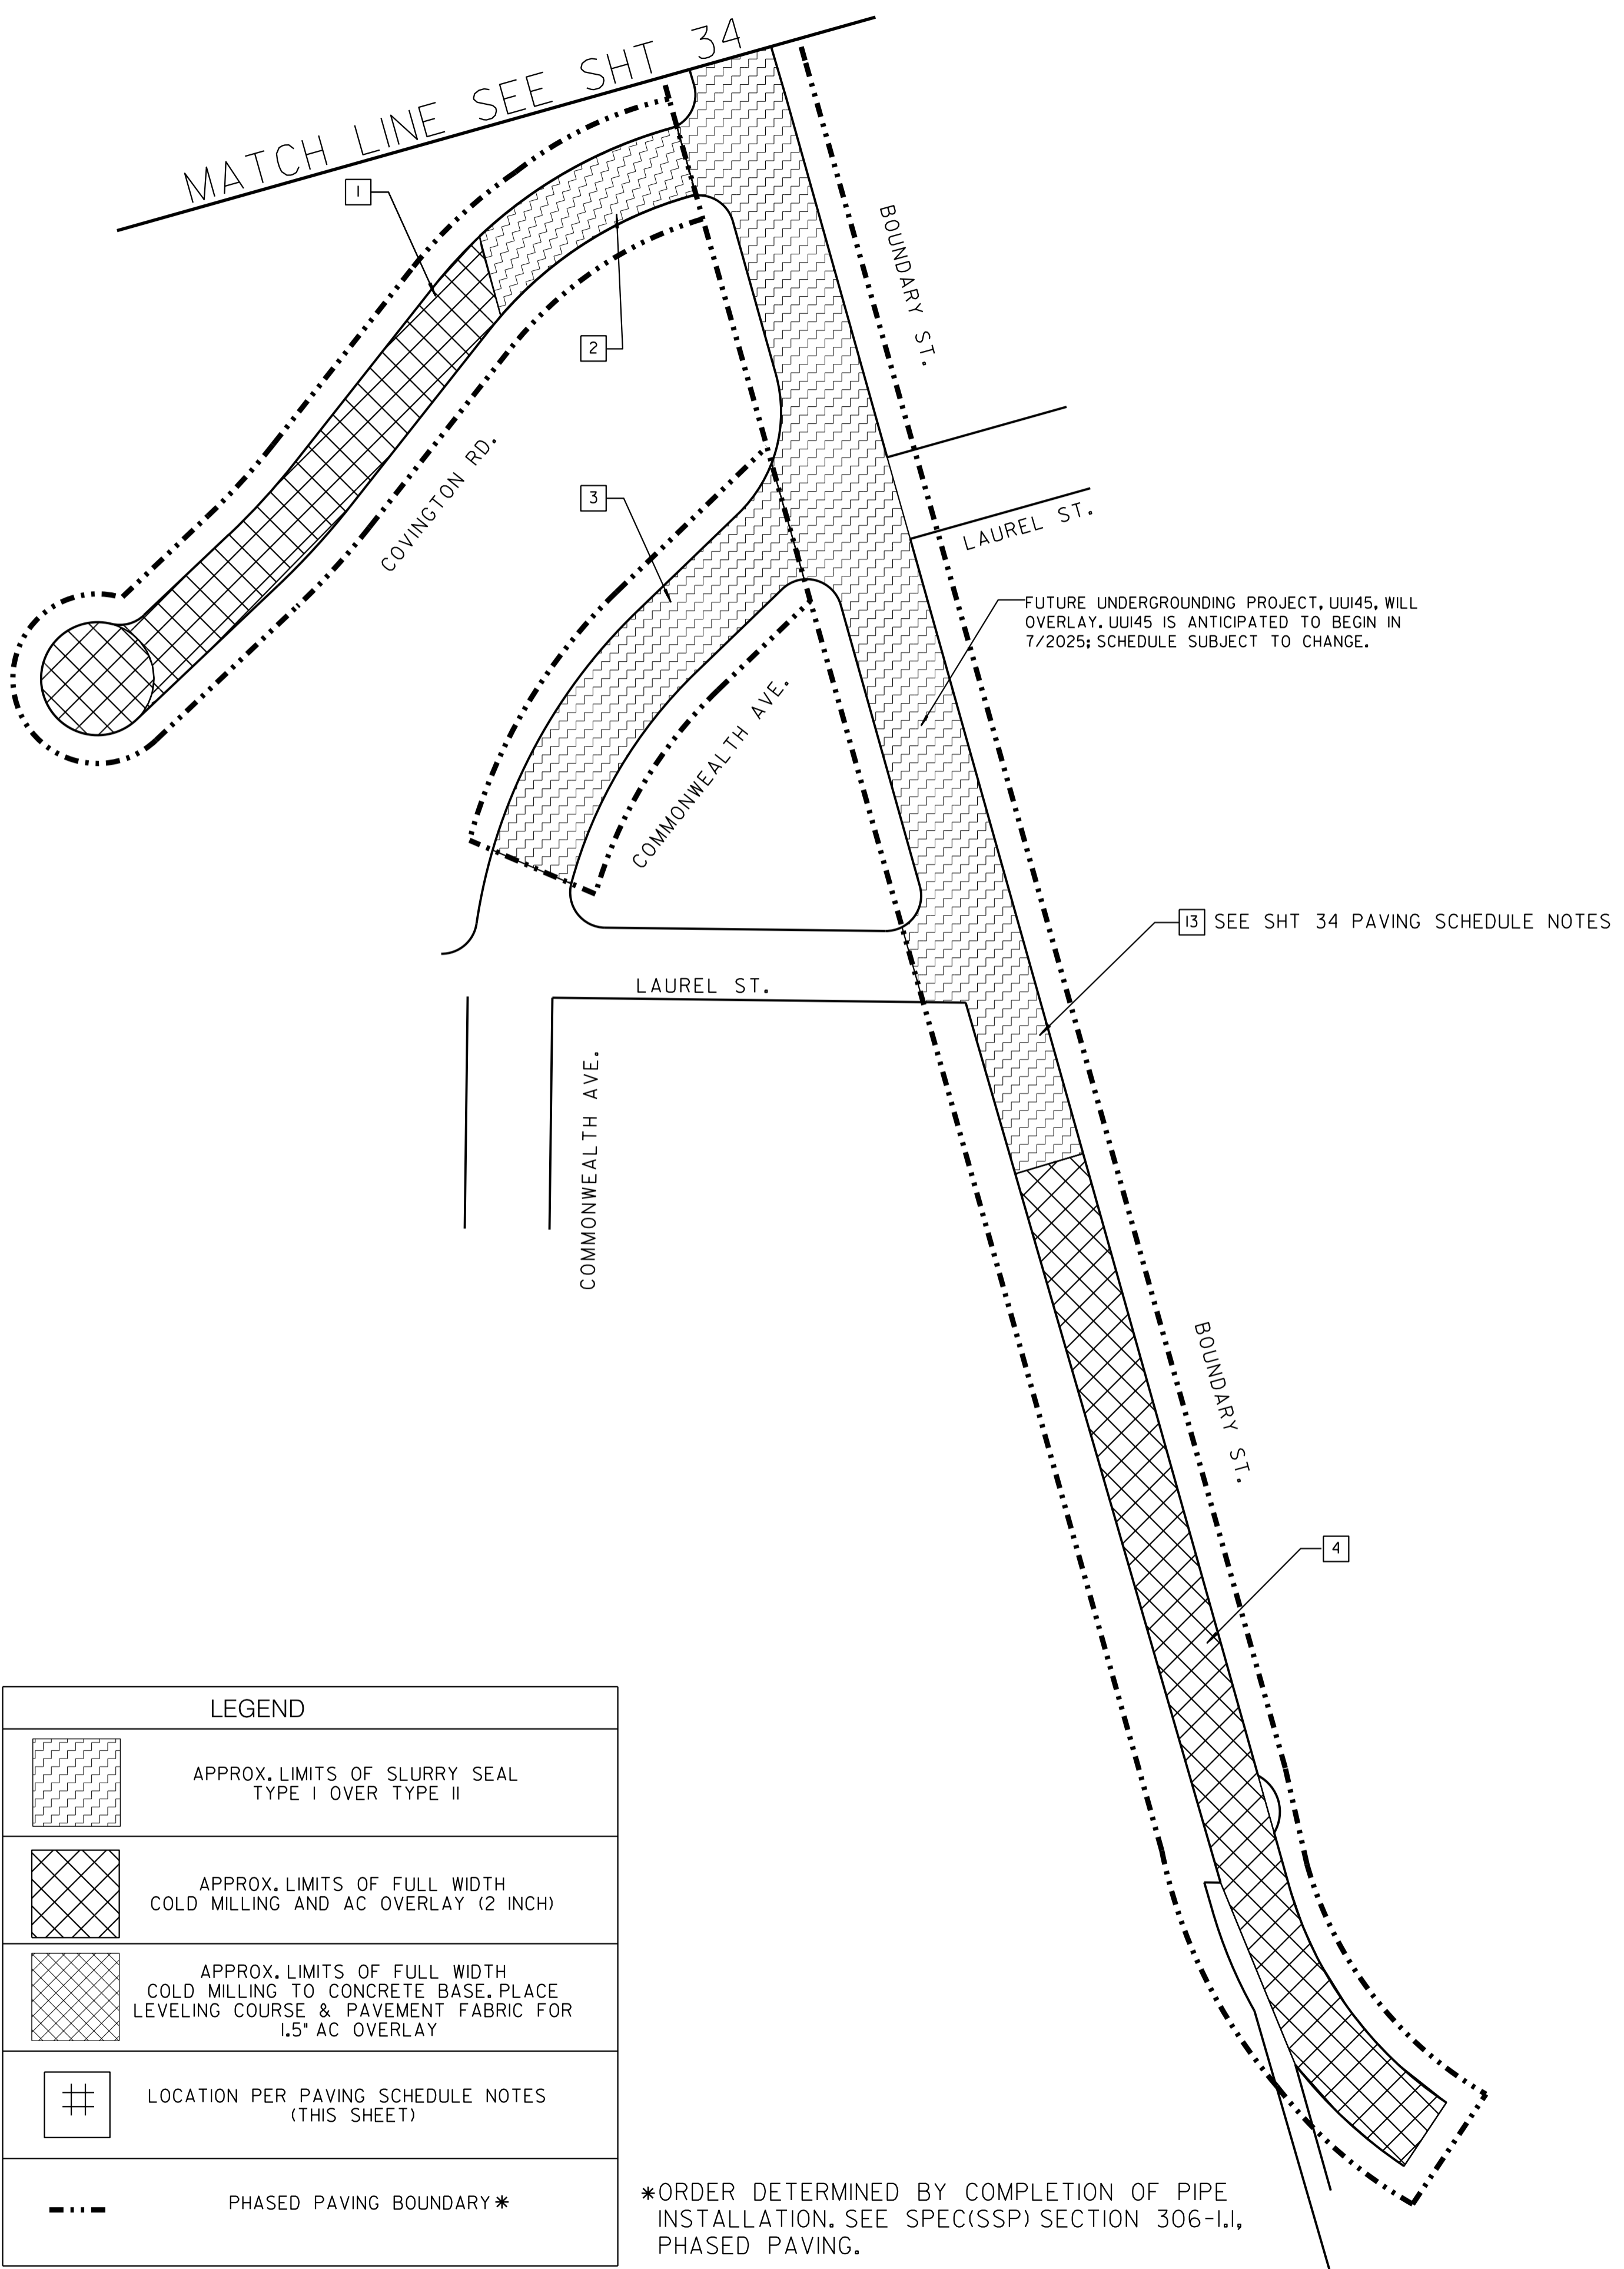 MATCH LINE SEE SHT 34
1
2
BOUNDARY ST.
COVINGTON RD.
3
LAUREL ST.
FUTURE UNDERGROUNDING PROJECT, UU145, WILL
OVERLAY. UU145 IS ANTICIPATED TO BEGIN IN
7/2025; SCHEDULE SUBJECT TO CHANGE.
COMMONWEALTH AVE.
13 SEE SHT 34 PAVING SCHEDULE NOTES
LAUREL ST.
COMMONWEALTH AVE.
BOUNDARY ST.
4
LEGEND
APPROX. LIMITS OF SLURRY SEAL
TYPE I OVER TYPE II
APPROX. LIMITS OF FULL WIDTH
COLD MILLING AND AC OVERLAY (2 INCH)
APPROX. LIMITS OF FULL WIDTH
COLD MILLING TO CONCRETE BASE. PLACE
LEVELING COURSE & PAVEMENT FABRIC FOR
1.5" AC OVERLAY
# LOCATION PER PAVING SCHEDULE NOTES
(THIS SHEET)
PHASED PAVING BOUNDARY*
*ORDER DETERMINED BY COMPLETION OF PIPE
INSTALLATION. SEE SPEC(SSP) SECTION 306-1.1,
PHASED PAVING.